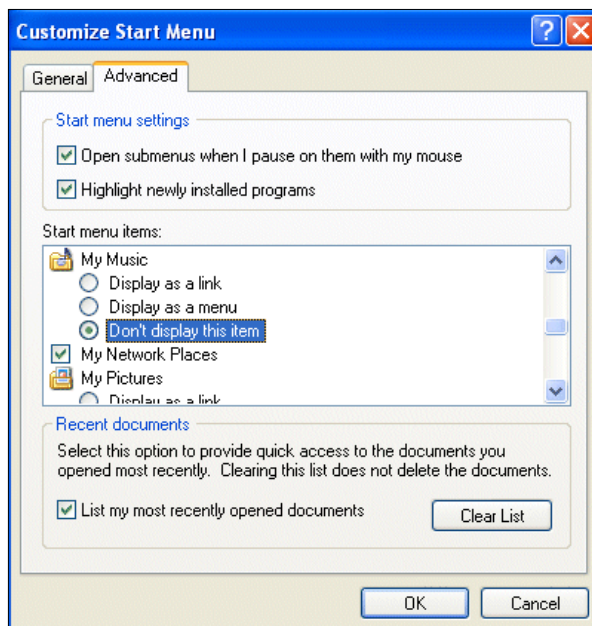 Customize Start Menu
General
Advanced
Start menu settings
Open submenus when I pause on them with my mouse
Highlight newly installed programs
Start menu items:
My Music
Display as a link
Display as a menu
Don't display this item
My Network Places
My Pictures
Display as a link
Recent documents
Select this option to provide quick access to the documents you
opened most recently.  Clearing this list does not delete the documents.
List my most recently opened documents
Clear List
OK
Cancel